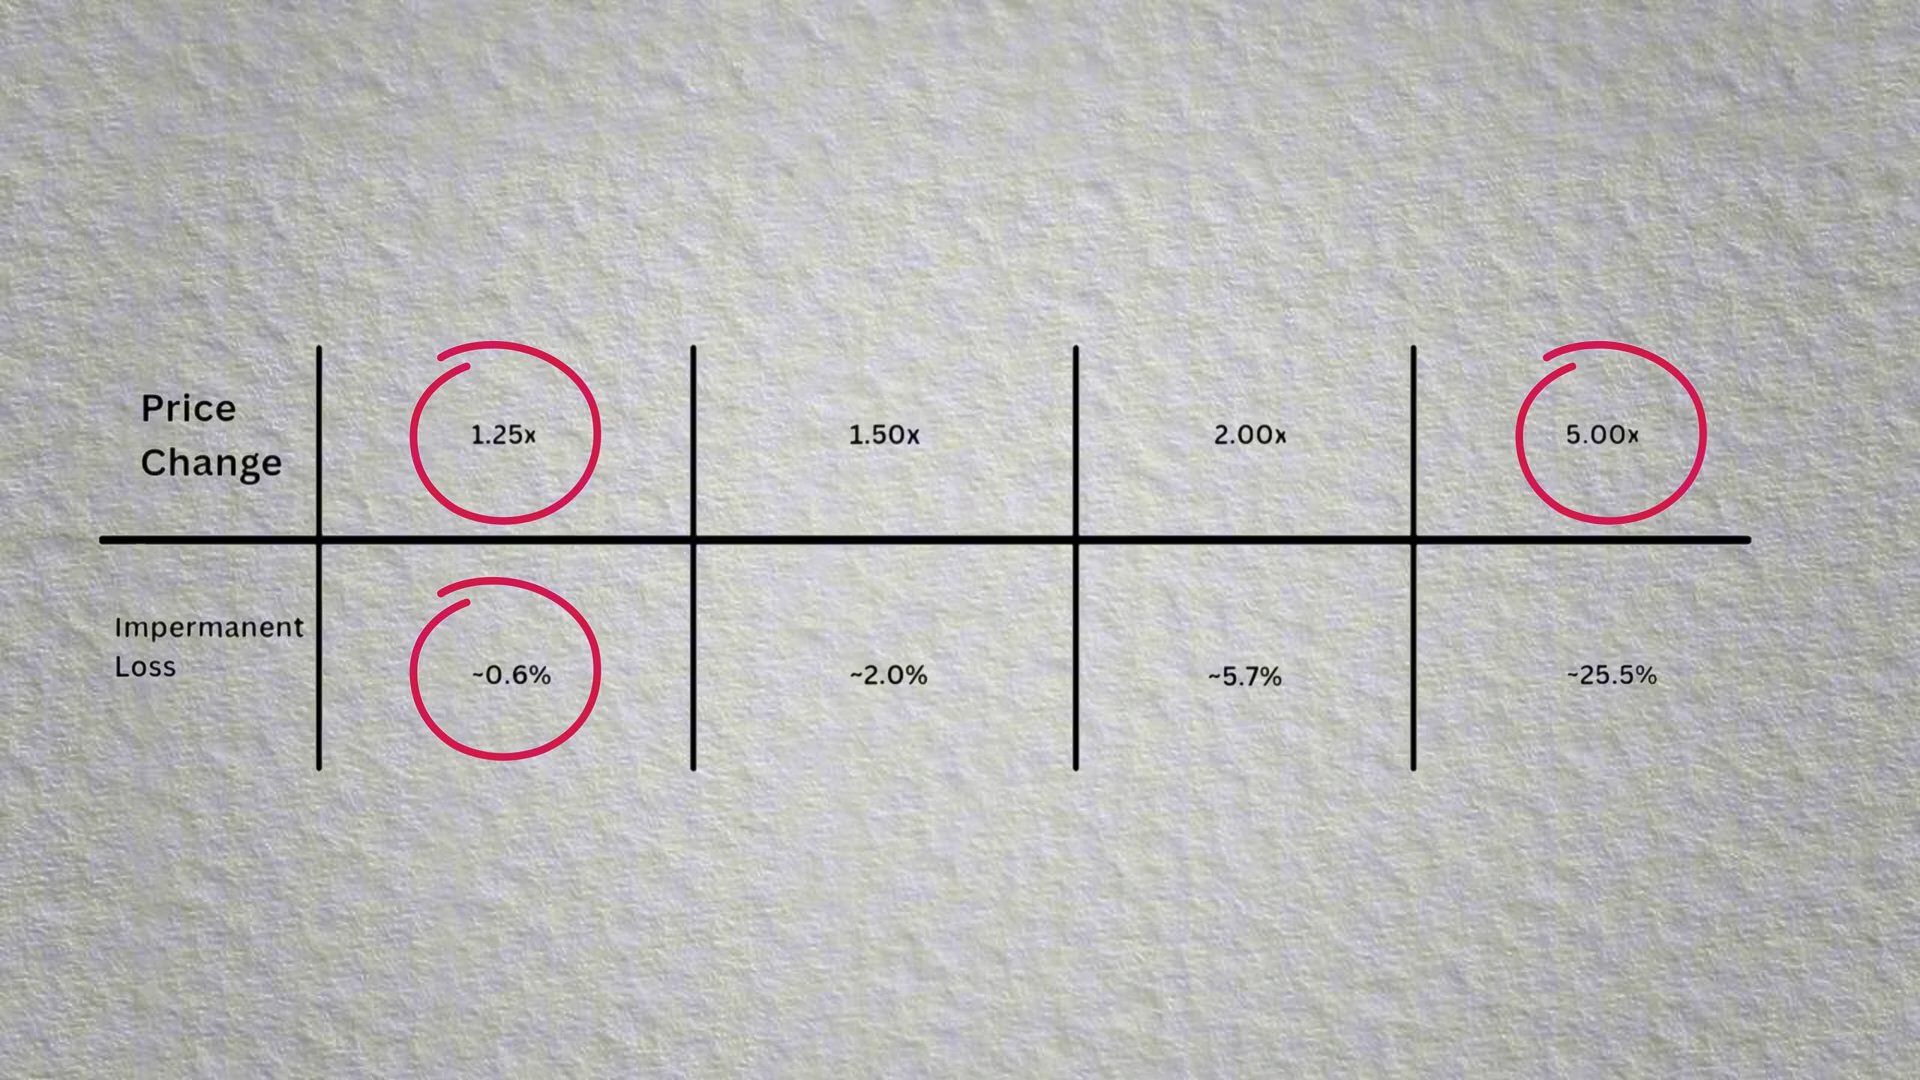 Price
Change
1.25x
1.50x
2.00x
5.00x
Impermanent
Loss
~0.6%
~2.0%
~5.7%
~25.5%